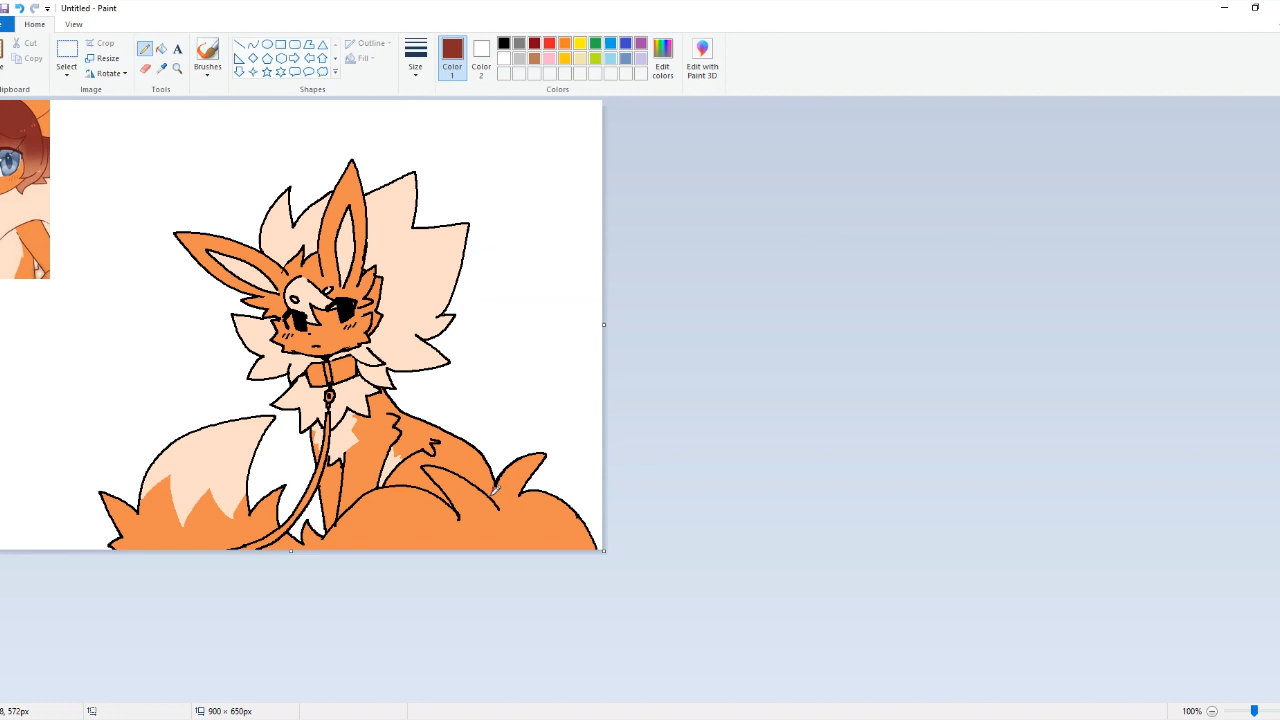 Untitled - Paint
Home
View
Cut
Copy
Select
Crop
Resize
Rotate
Brushes
Outline
Fill
Size
Color 1
Color 2
Edit colors
Edit with Paint 3D
Image
Tools
Shapes
Colors
900 × 650px
100%